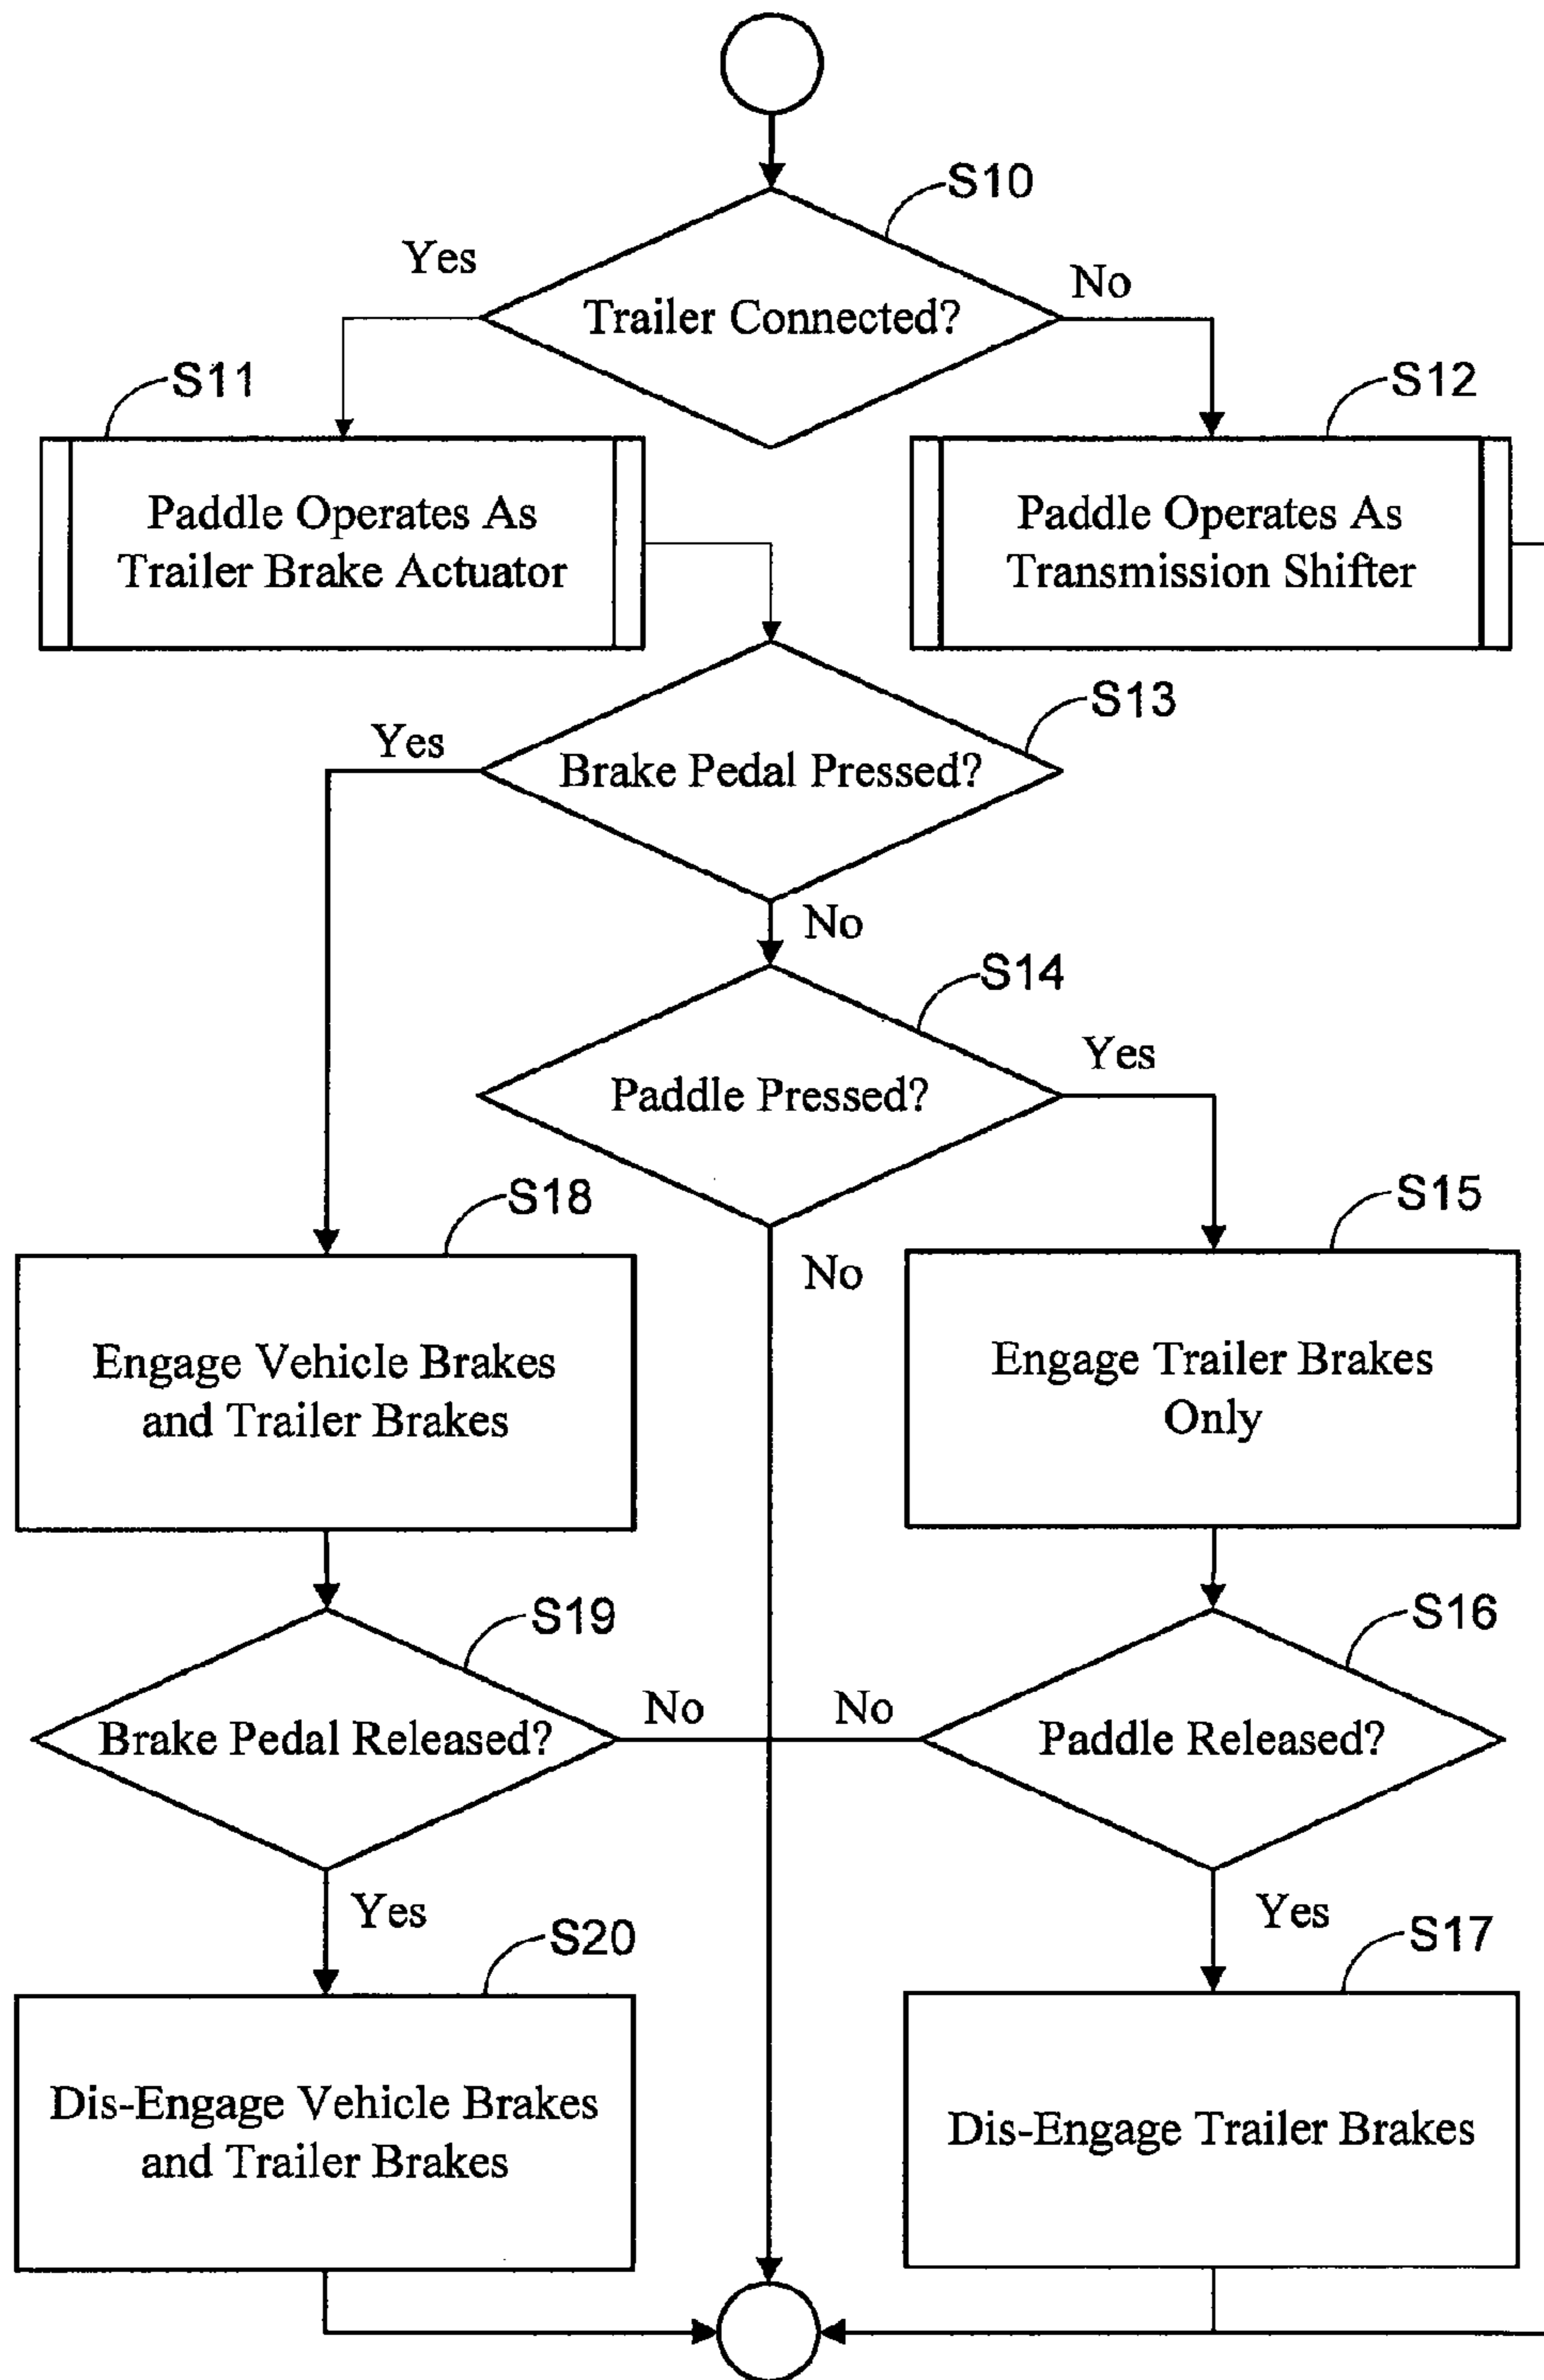 S10
Yes
No
Trailer Connected?
S11
S12
Paddle Operates As
Trailer Brake Actuator
Paddle Operates As
Transmission Shifter
S13
Yes
Brake Pedal Pressed?
No
S14
Yes
Paddle Pressed?
S18
S15
No
Engage Vehicle Brakes
and Trailer Brakes
Engage Trailer Brakes
Only
S19
S16
No
No
Brake Pedal Released?
Paddle Released?
Yes
Yes
S20
S17
Dis-Engage Vehicle Brakes
and Trailer Brakes
Dis-Engage Trailer Brakes